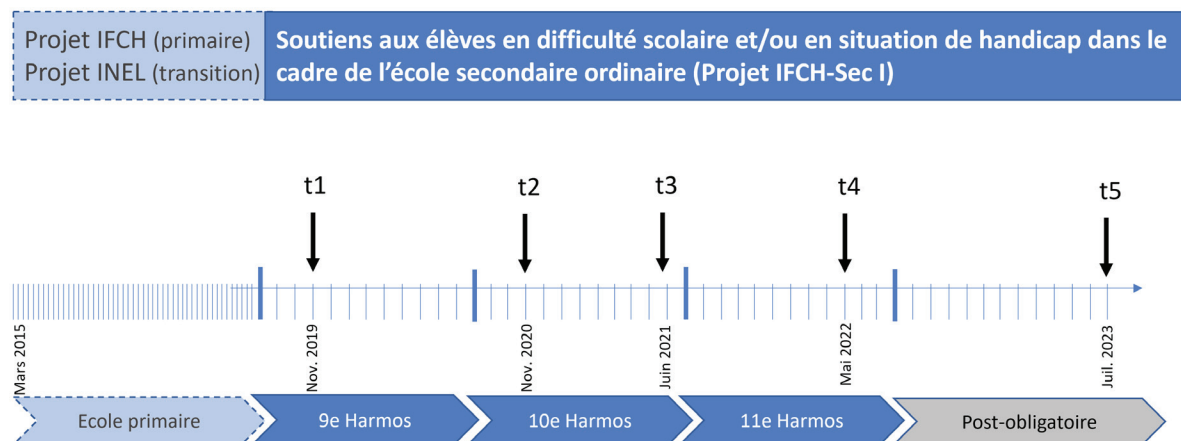 Projet IFCH (primaire)
Projet INEL (transition)
Soutiens aux élèves en difficulté scolaire et/ou en situation de handicap dans le
cadre de l'école secondaire ordinaire (Projet IFCH-Sec I)
t1
t2
t3
t4
t5
Mars 2015
Nov. 2019
Nov. 2020
Juin 2021
Mai 2022
Juil. 2023
Ecole primaire
9e Harmos
10e Harmos
11e Harmos
Post-obligatoire